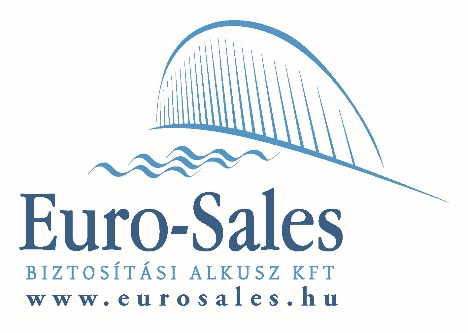 Euro-Sales
BIZTOSÍTÁSI ALKUSZ KFT
www.eurosales.hu